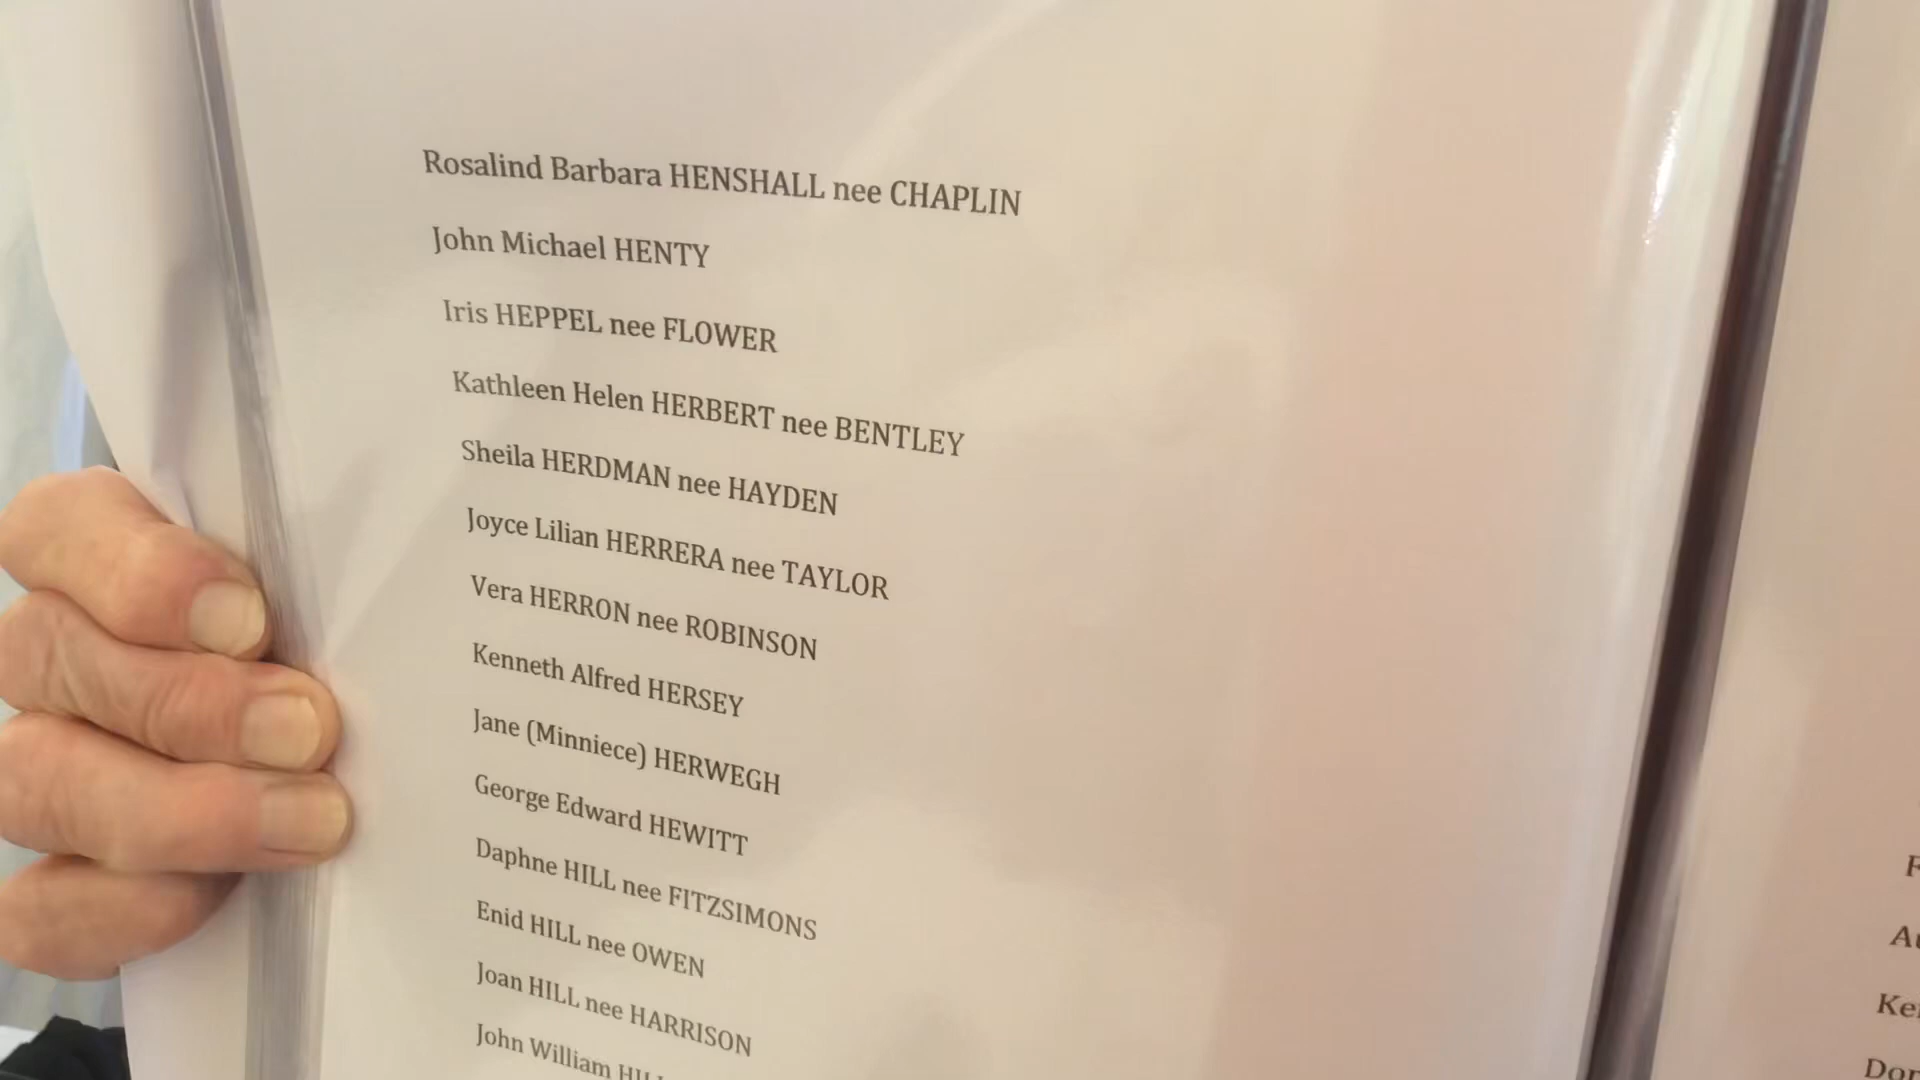 Rosalind Barbara HENSHALL nee CHAPLIN
John Michael HENTY
Iris HEPPEL nee FLOWER
Kathleen Helen HERBERT nee BENTLEY
Sheila HERDMAN nee HAYDEN
Joyce Lilian HERRERA nee TAYLOR
Vera HERRON nee ROBINSON
Kenneth Alfred HERSEY
Jane (Minniece) HERWEGH
George Edward HEWITT
Daphne HILL nee FITZSIMONS
Enid HILL nee OWEN
Joan HILL nee HARRISON
John William